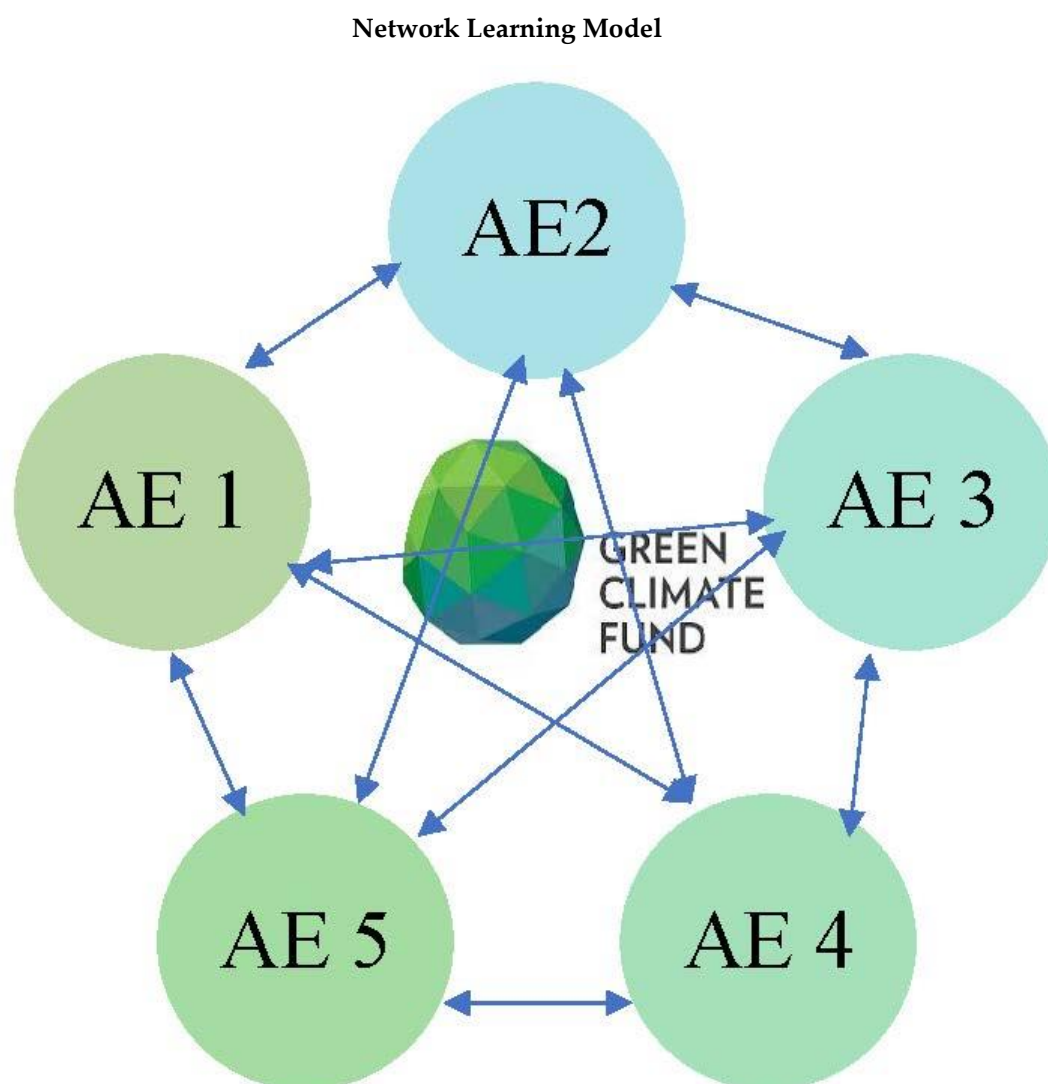 Network Learning Model
AE2
AE 1
AE 3
GREEN
CLIMATE
FUND
AE 5
AE 4